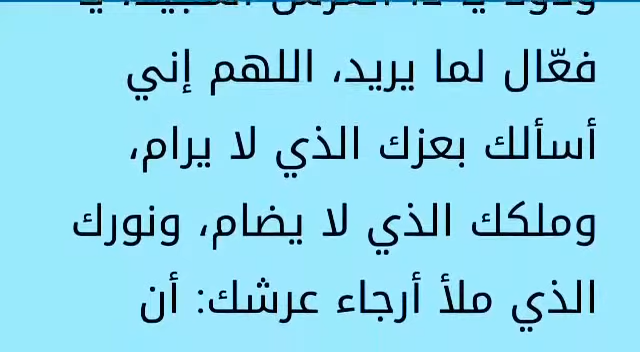 فعّال لما يريد، اللهم إني
أسألك بعزك الذي لا يرام،
وملكك الذي لا يضام، ونورك
الذي ملأ أرجاء عرشك: أن